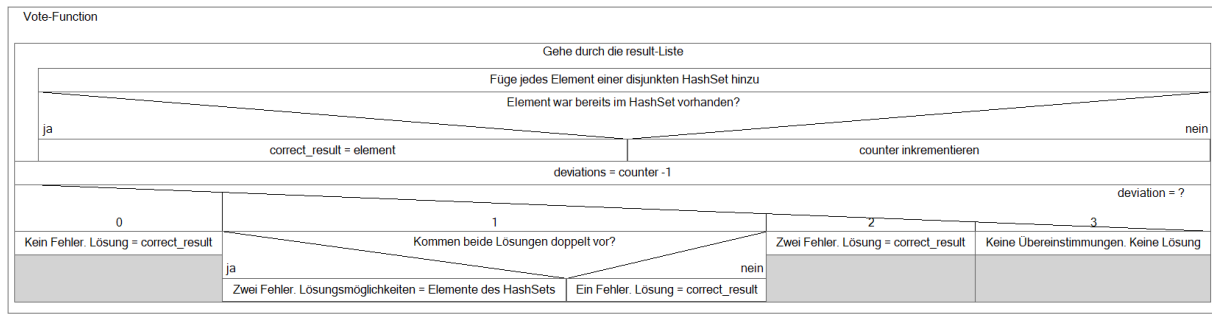 Vote-Function
Gehe durch die result-Liste
Füge jedes Element einer disjunkten HashSet hinzu
Element war bereits im HashSet vorhanden?
ja
nein
correct_result = element
counter inkrementieren
deviations = counter -1
deviation = ?
0
1
2
3
Kein Fehler. Lösung = correct_result
Kommen beide Lösungen doppelt vor?
Zwei Fehler. Lösung = correct_result
Keine Übereinstimmungen. Keine Lösung
ja
nein
Zwei Fehler. Lösungsmöglichkeiten = Elemente des HashSets
Ein Fehler. Lösung = correct_result